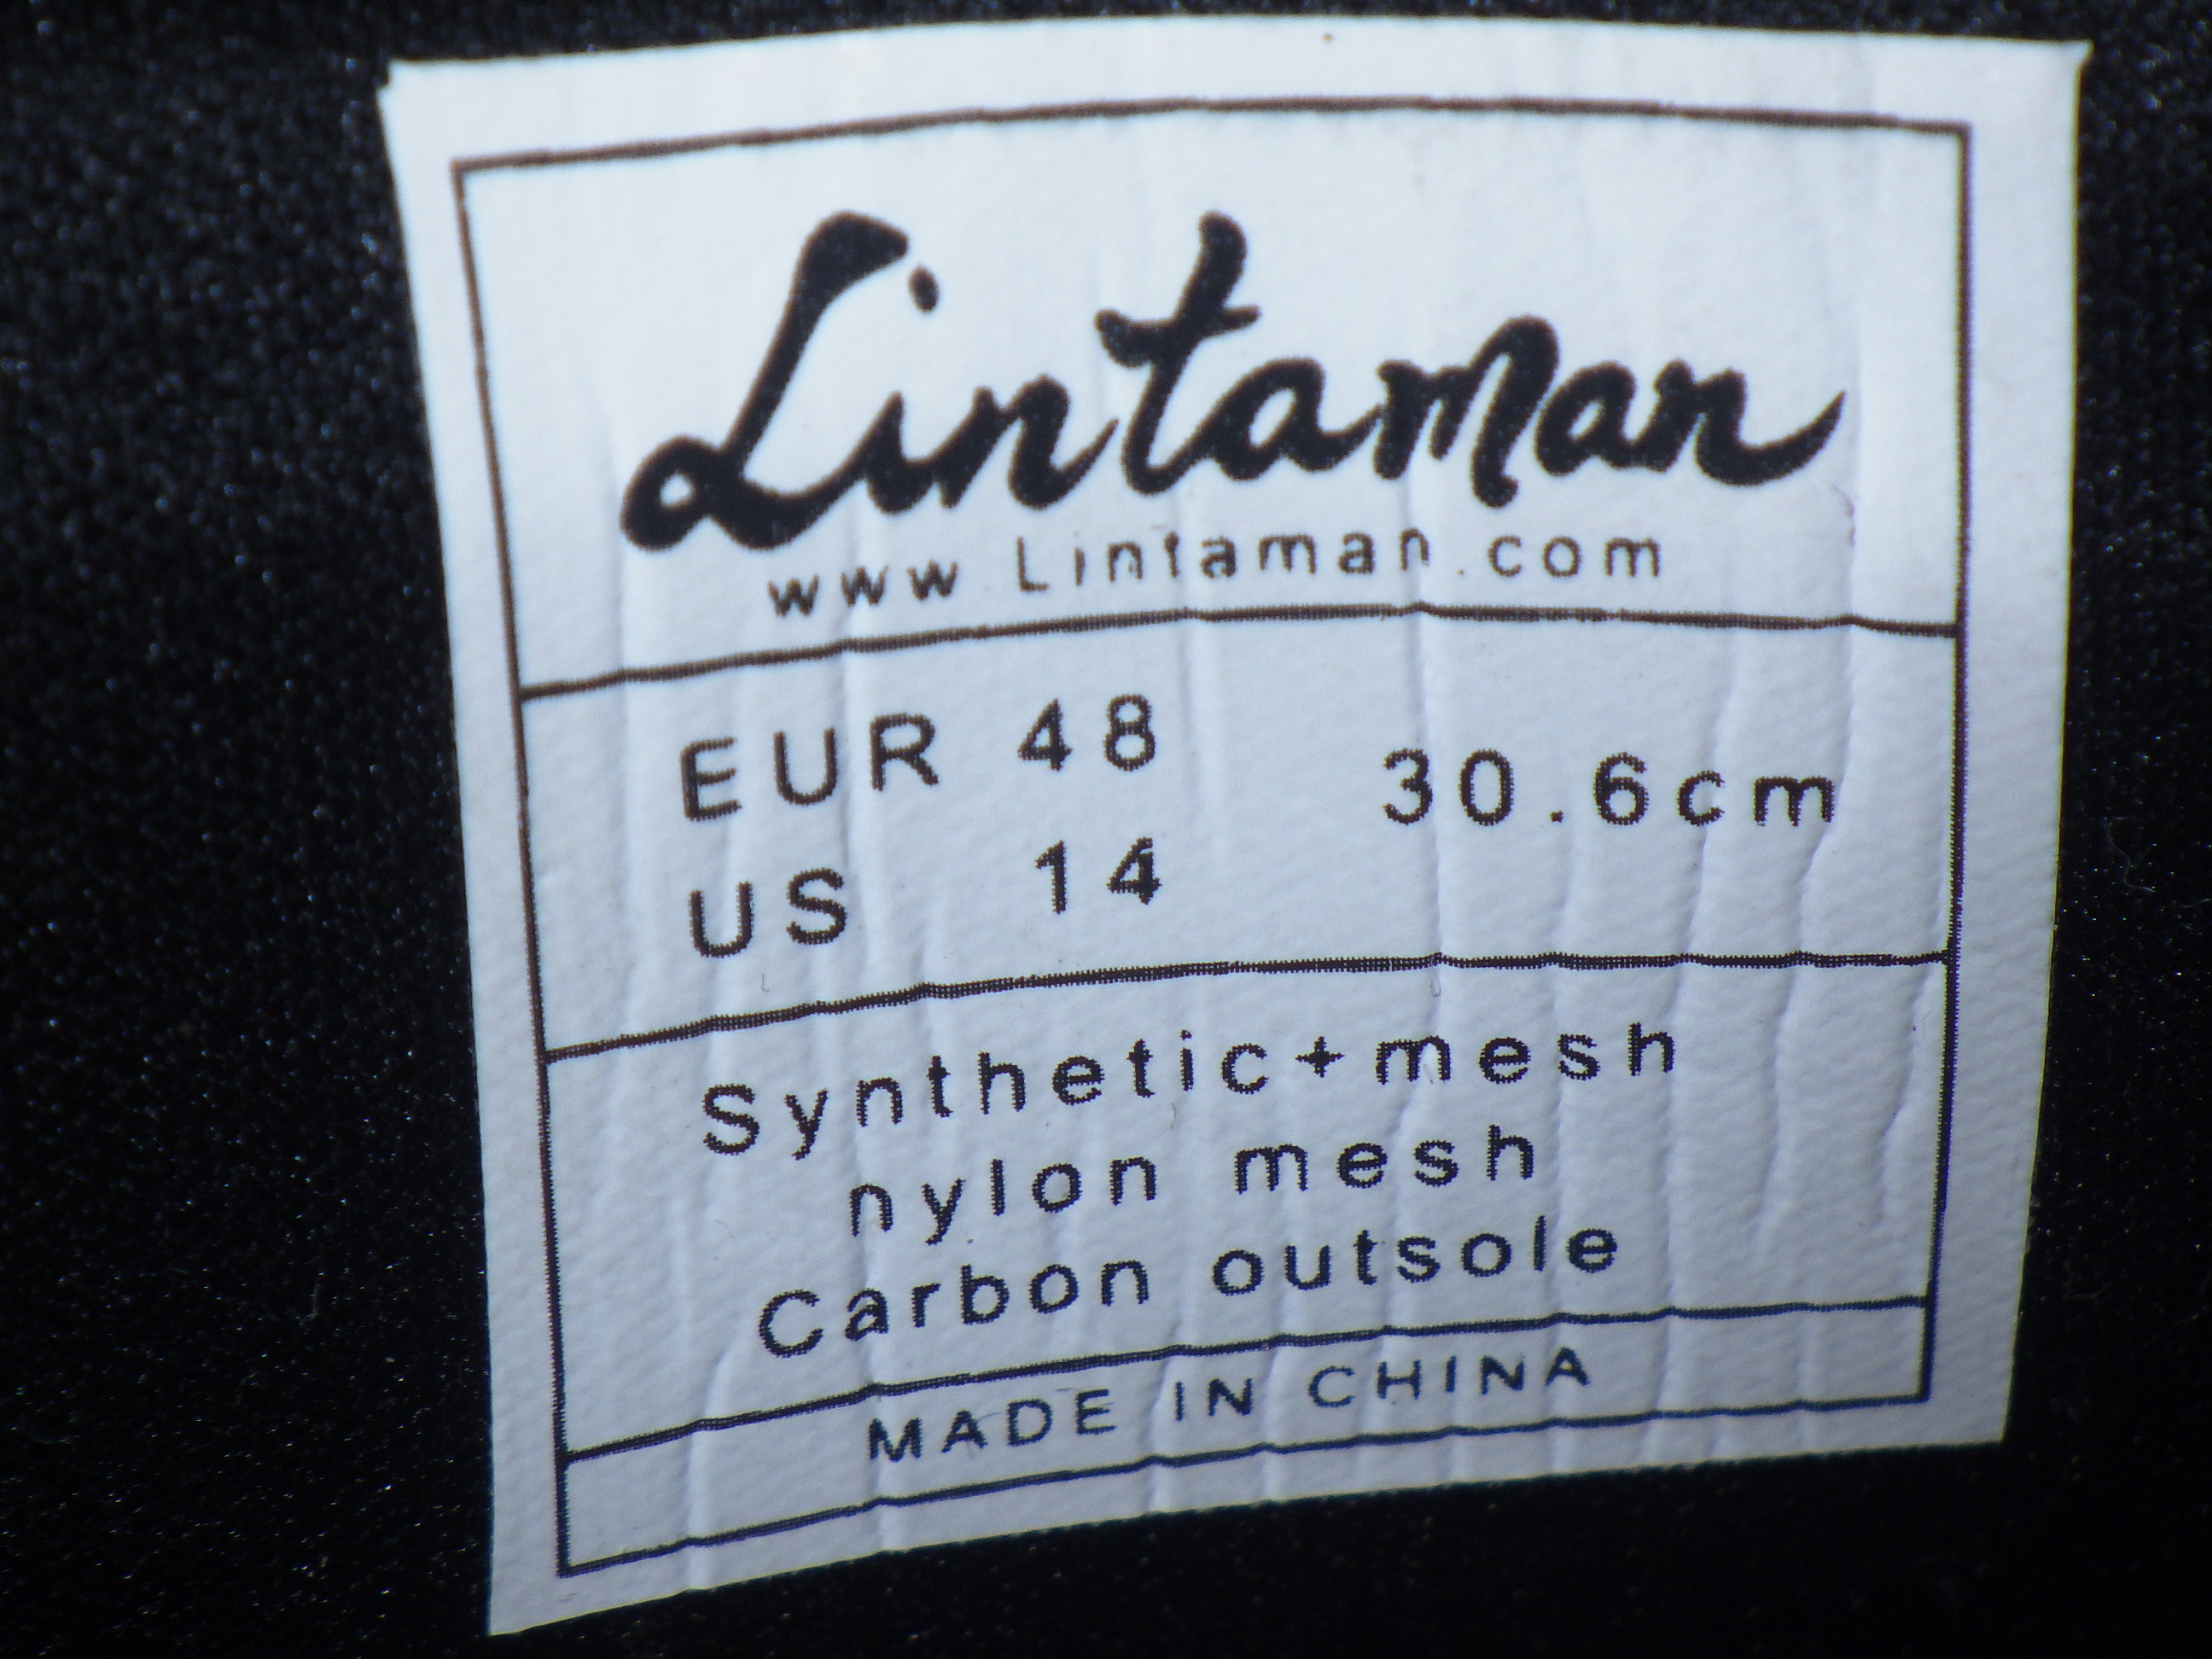 Lintaman
www.Lintaman.com
EUR 48
30.6cm
US 14
Synthetic+mesh
nylon mesh
Carbon outsole
MADE IN CHINA